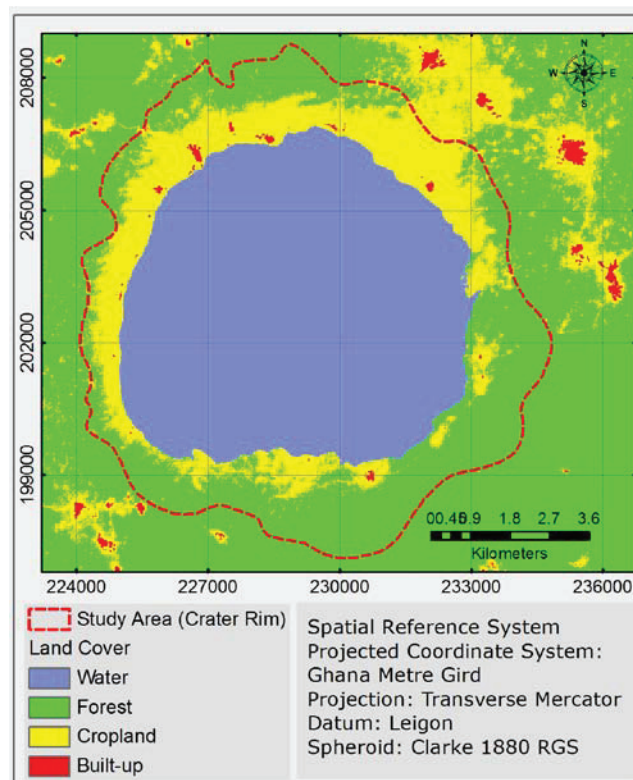 N
W E
S
208000
205000
202000
199000
00.450.9 1.8 2.7 3.6
Kilometers
224000 227000 230000 233000 236000
Study Area (Crater Rim)
Land Cover
Water
Forest
Cropland
Built-up
Spatial Reference System
Projected Coordinate System:
Ghana Metre Gird
Projection: Transverse Mercator
Datum: Leigon
Spheroid: Clarke 1880 RGS